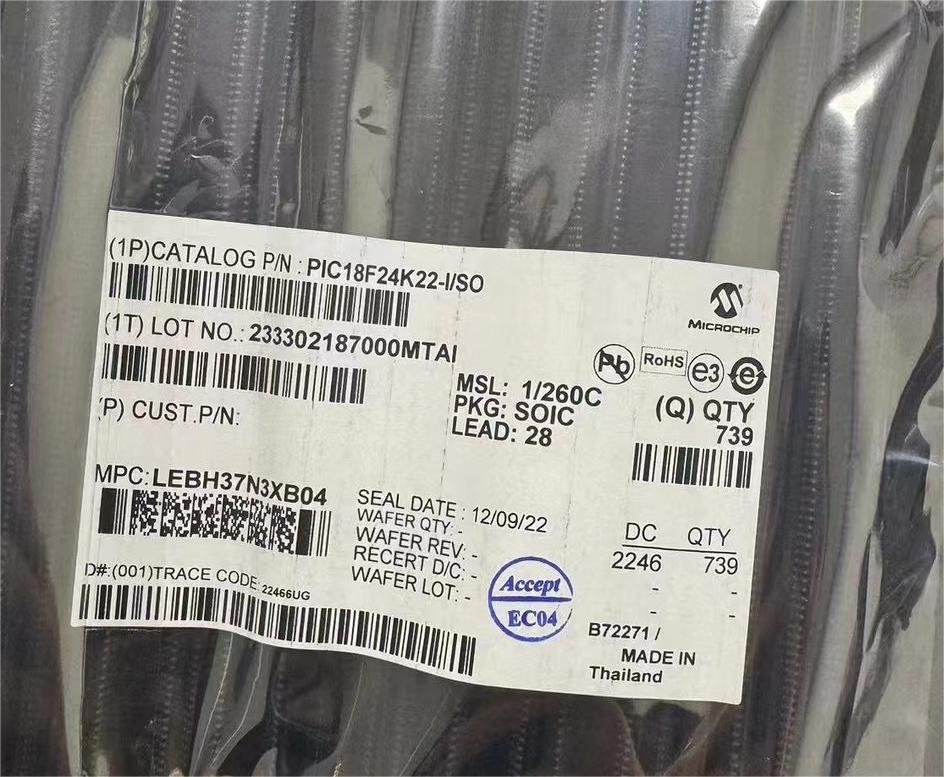 (1P)CATALOG P/N : PIC18F24K22-I/SO
MICROCHIP
(1T) LOT NO.: 233302187000MTAI
Pb
RoHS
e3
e
MSL: 1/260C
PKG: SOIC
LEAD: 28
(Q) QTY
739
(P) CUST.P/N:
MPC:LEBH37N3XB04
SEAL DATE : 12/09/22
WAFER QTY: -
WAFER REV: -
RECERT D/C: -
WAFER LOT: -
DC QTY
2246 739
- -
- -
Accept
EC04
D#:(001)TRACE CODE: 22466UG
B72271 /
MADE IN
Thailand